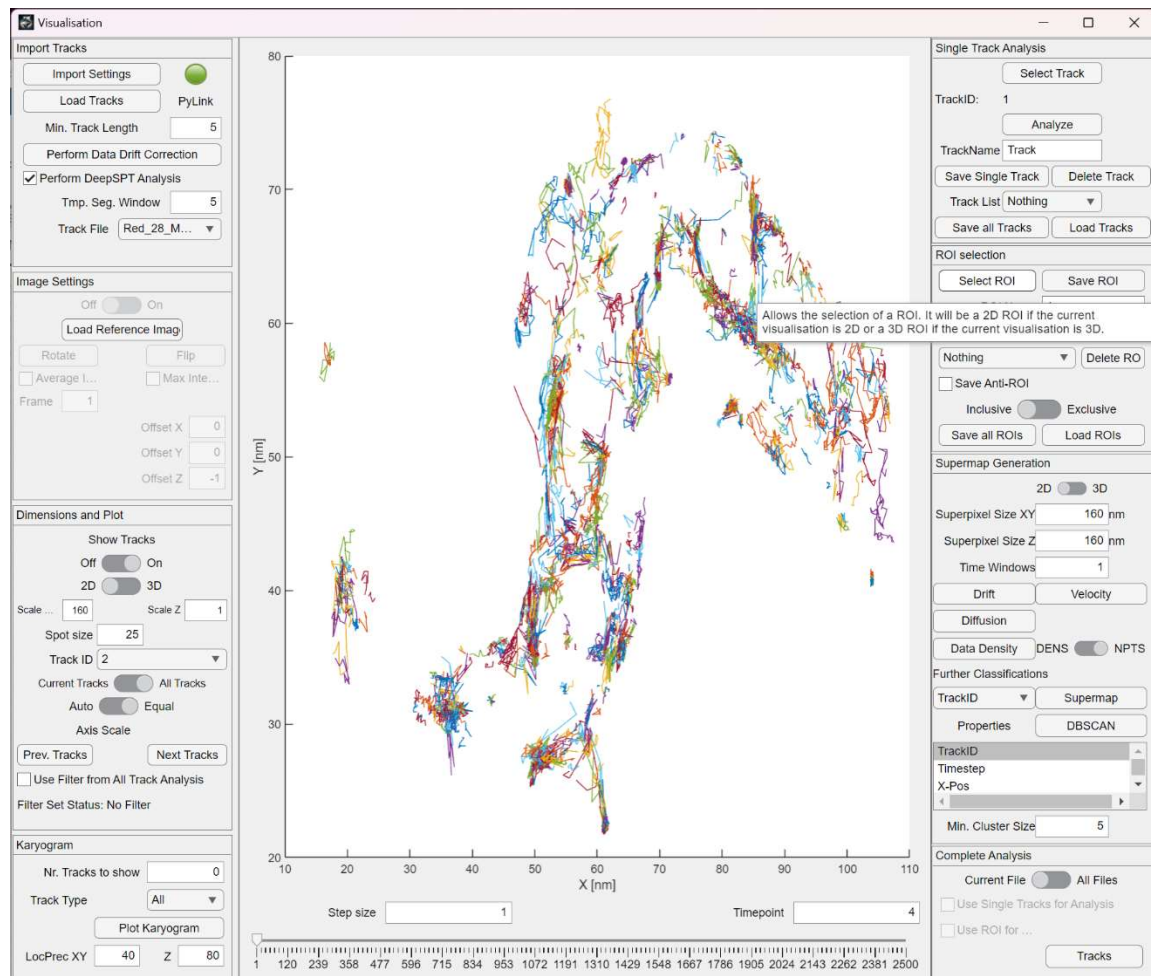 Visualisation
Import Tracks
Import Settings
Load Tracks PyLink
Min. Track Length 5
Perform Data Drift Correction
Perform DeepSPT Analysis
Tmp. Seg. Window 5
Track File Red_28_M...
Image Settings
Off On
Load Reference Imag
Rotate Flip
Average I... Max Inte...
Frame 1
Offset X 0
Offset Y 0
Offset Z -1
Dimensions and Plot
Show Tracks
Off On
2D 3D
Scale ... 160 Scale Z 1
Spot size 25
Track ID 2
Current Tracks All Tracks
Auto Equal
Axis Scale
Prev. Tracks Next Tracks
Use Filter from All Track Analysis
Filter Set Status: No Filter
Karyogram
Nr. Tracks to show 0
Track Type All
Plot Karyogram
LocPrec XY 40 Z 80
80
70
60
50
40
30
20
Y [nm]
10 20 30 40 50 60 70 80 90 100 110
X [nm]
Step size 1 Timepoint 4
1 120 239 358 477 596 715 834 953 1072 1191 1310 1429 1548 1667 1786 1905 2024 2143 2262 2381 2500
Single Track Analysis
Select Track
TrackID: 1
Analyze
TrackName Track
Save Single Track Delete Track
Track List Nothing
Save all Tracks Load Tracks
ROI selection
Select ROI Save ROI
Allows the selection of a ROI. It will be a 2D ROI if the current
visualisation is 2D or a 3D ROI if the current visualisation is 3D.
Nothing Delete RO
Save Anti-ROI
Inclusive Exclusive
Save all ROIs Load ROIs
Supermap Generation
2D 3D
Superpixel Size XY 160 nm
Superpixel Size Z 160 nm
Time Windows 1
Drift Velocity
Diffusion
Data Density DENS NPTS
Further Classifications
TrackID Supermap
Properties DBSCAN
TrackID
Timestep
X-Pos
Min. Cluster Size 5
Complete Analysis
Current File All Files
Use Single Tracks for Analysis
Use ROI for ...
Tracks